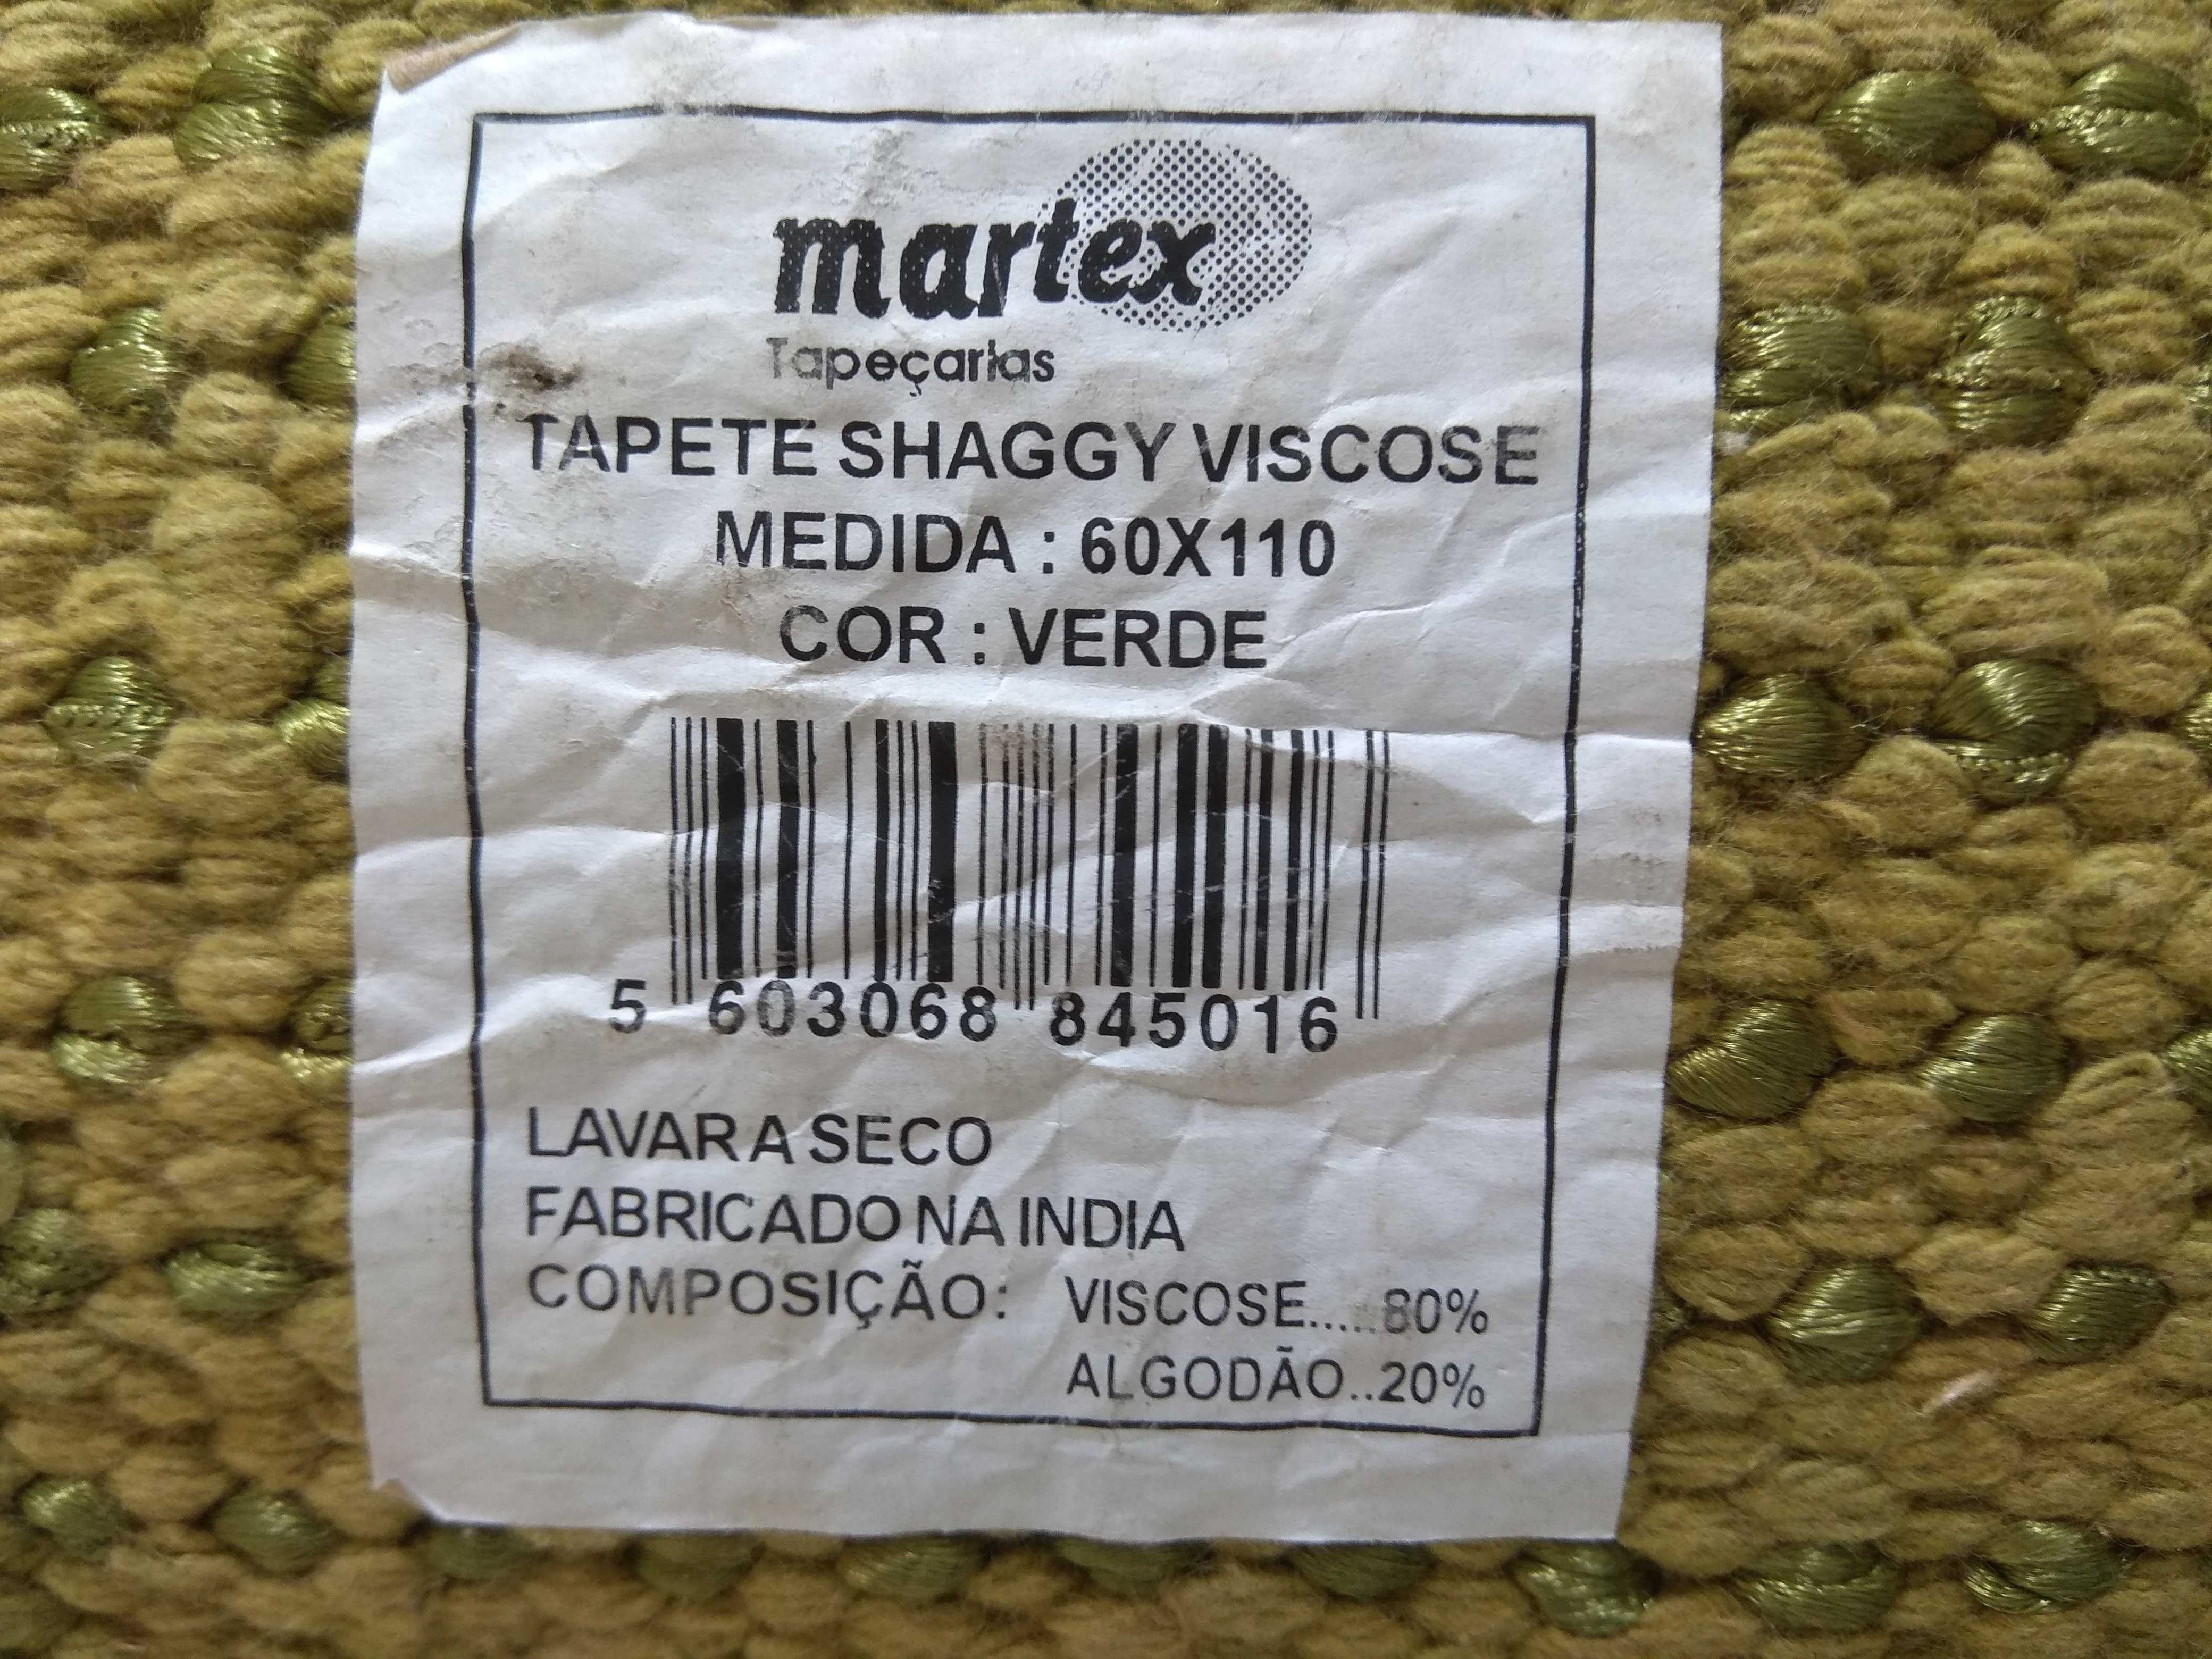 martex
Tapeçarias
TAPETE SHAGGY VISCOSE
MEDIDA : 60X110
COR : VERDE
5 603068 845016
LAVAR A SECO
FABRICADO NA INDIA
COMPOSIÇÃO: VISCOSE.....80%
ALGODÃO..20%